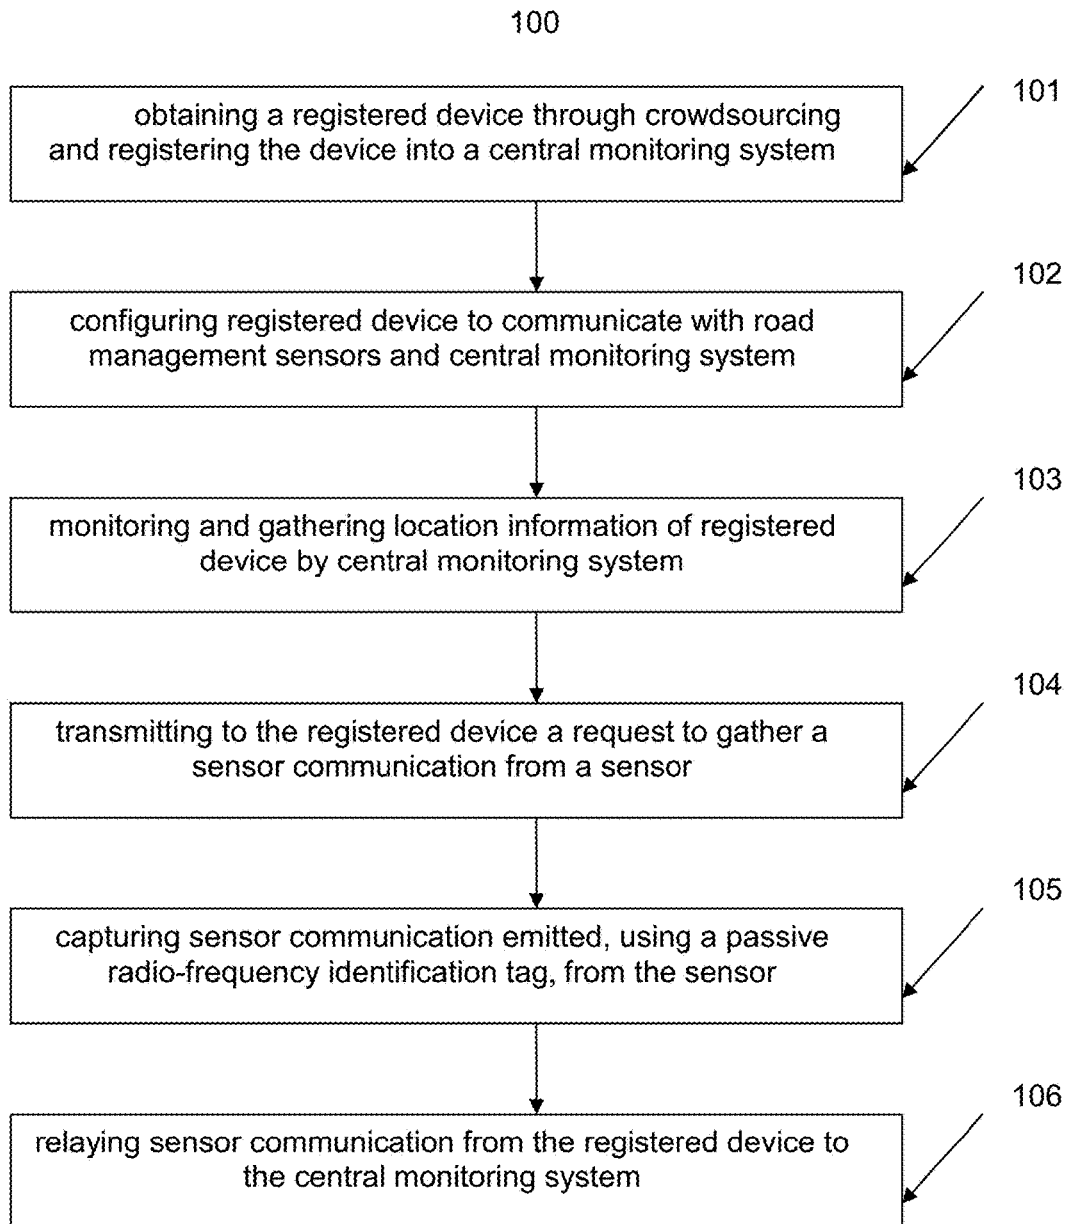 100
101
obtaining a registered device through crowdsourcing
and registering the device into a central monitoring system
102
configuring registered device to communicate with road
management sensors and central monitoring system
103
monitoring and gathering location information of registered
device by central monitoring system
104
transmitting to the registered device a request to gather a
sensor communication from a sensor
105
capturing sensor communication emitted, using a passive
radio-frequency identification tag, from the sensor
106
relaying sensor communication from the registered device to
the central monitoring system